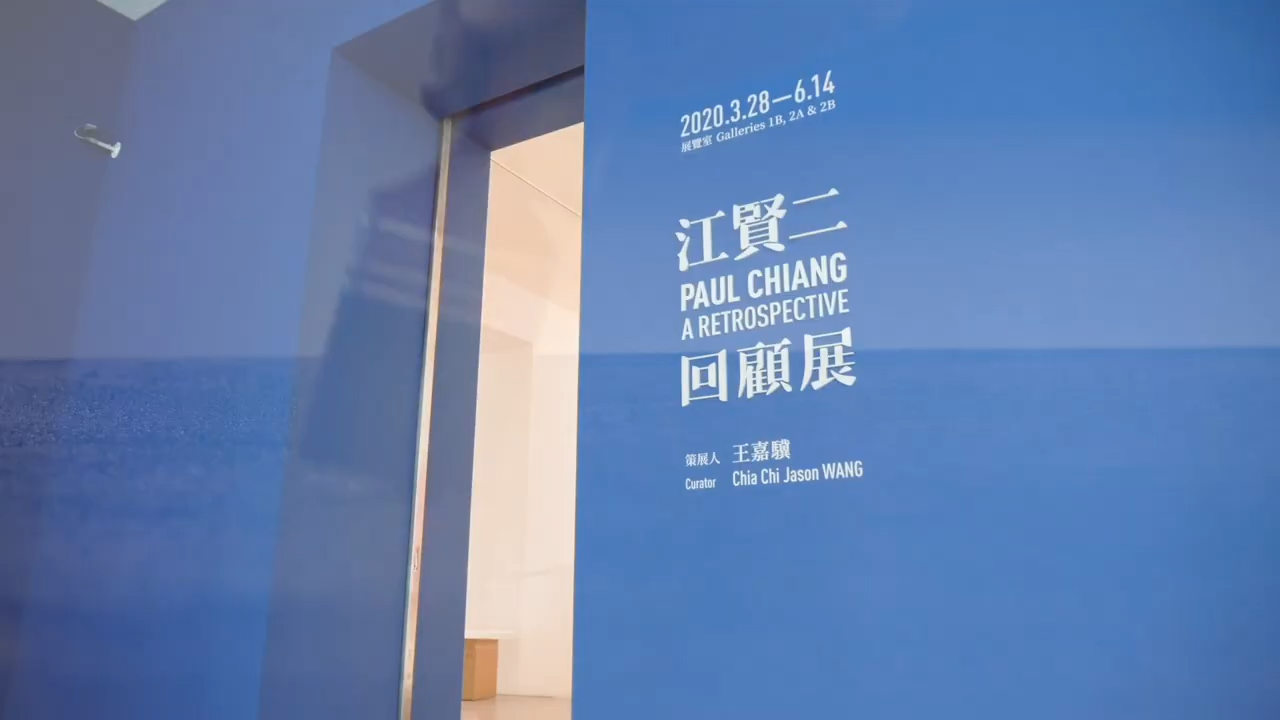 2020.3.28—6.14
展覽室 Galleries 1B, 2A & 2B
江賢二
PAUL CHIANG
A RETROSPECTIVE
回顧展
策展人 王嘉驥
Curator Chia Chi Jason WANG